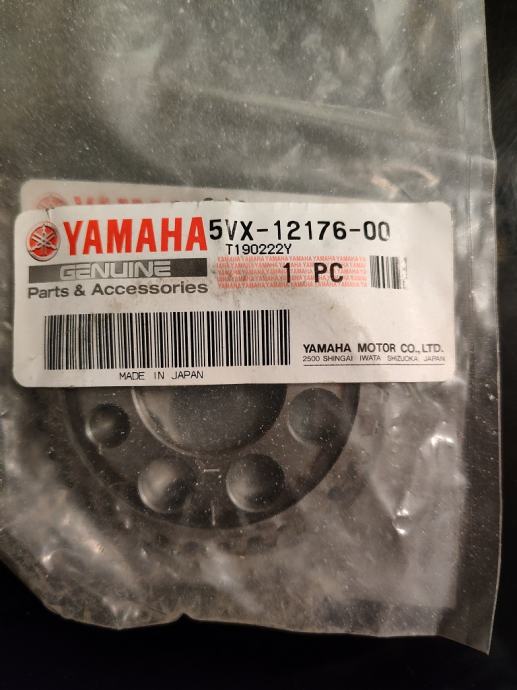 YAMAHA 5VX-12176-00
T190222Y
GENUINE
1 PC
Parts & Accessories
YAMAHA MOTOR CO., LTD.
2500 SHINGAI IWATA SHIZUOKA JAPAN
MADE IN JAPAN